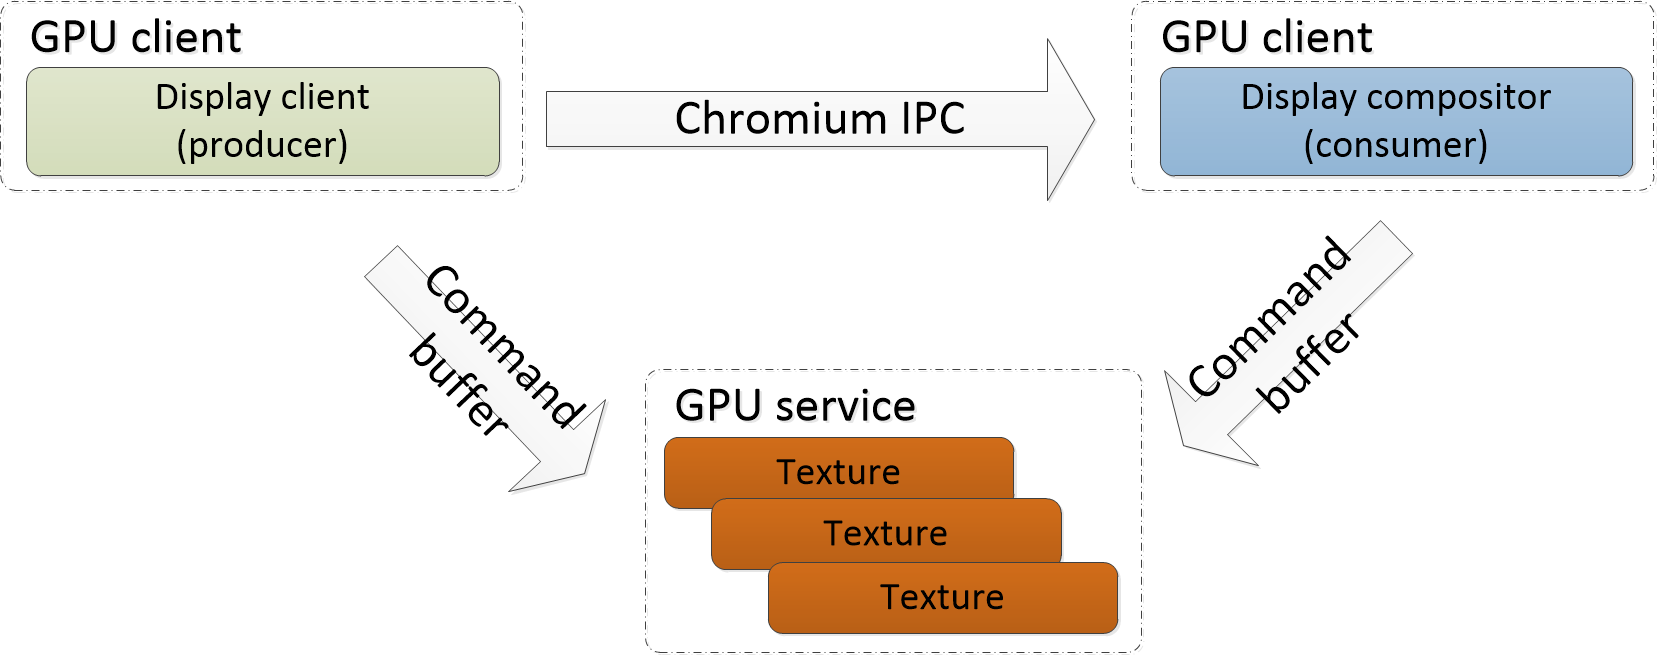 GPU client
Display client
(producer)
Chromium IPC
GPU client
Display compositor
(consumer)
Command
buffer
Command
buffer
GPU service
Texture
Texture
Texture